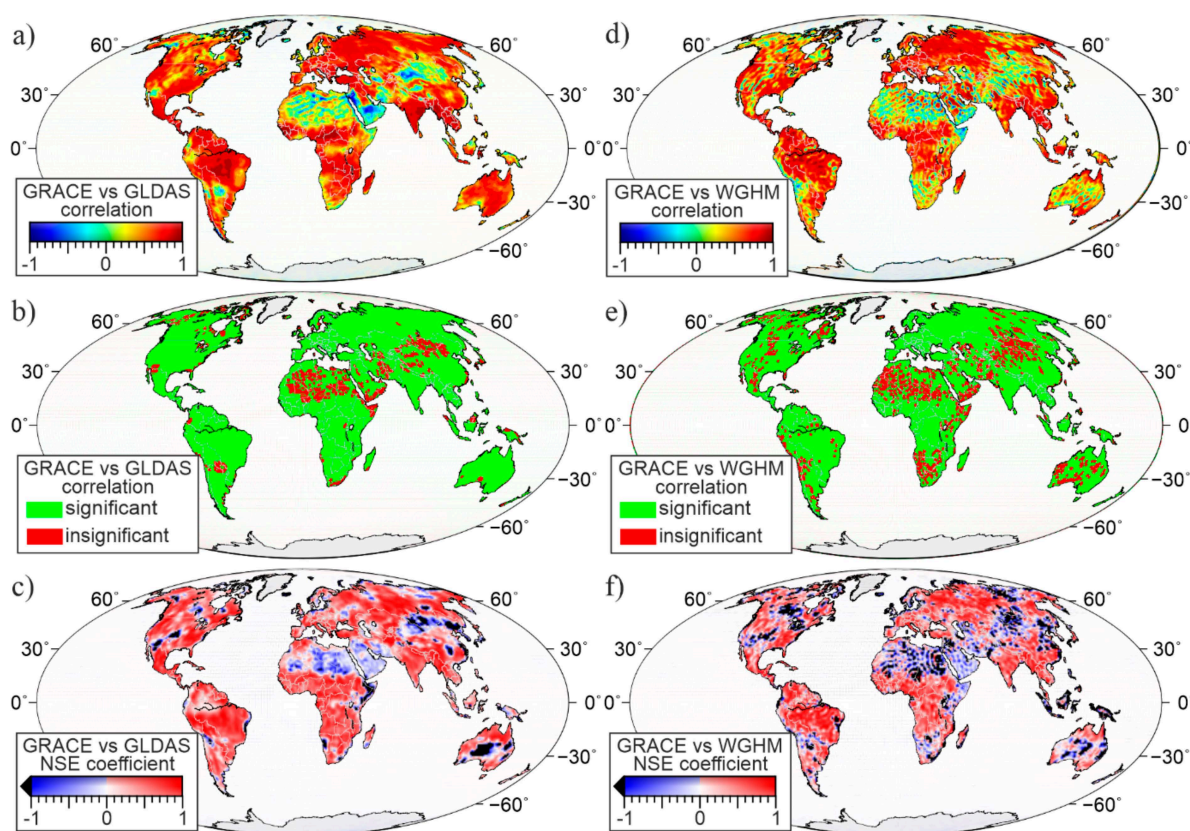 a)
60°
60°
30°
30°
0°
0°
GRACE vs GLDAS
correlation
-1
0
1
−30°
−60°
d)
60°
60°
30°
30°
0°
0°
GRACE vs WGHM
correlation
-1
0
1
−30°
−60°
b)
60°
60°
30°
30°
0°
0°
GRACE vs GLDAS
correlation
significant
insignificant
−30°
−60°
e)
60°
60°
30°
30°
0°
0°
GRACE vs WGHM
correlation
significant
insignificant
−30°
−60°
c)
60°
60°
30°
30°
0°
0°
GRACE vs GLDAS
NSE coefficient
-1
0
1
−30°
−60°
f)
60°
60°
30°
30°
0°
0°
GRACE vs WGHM
NSE coefficient
-1
0
1
−30°
−60°